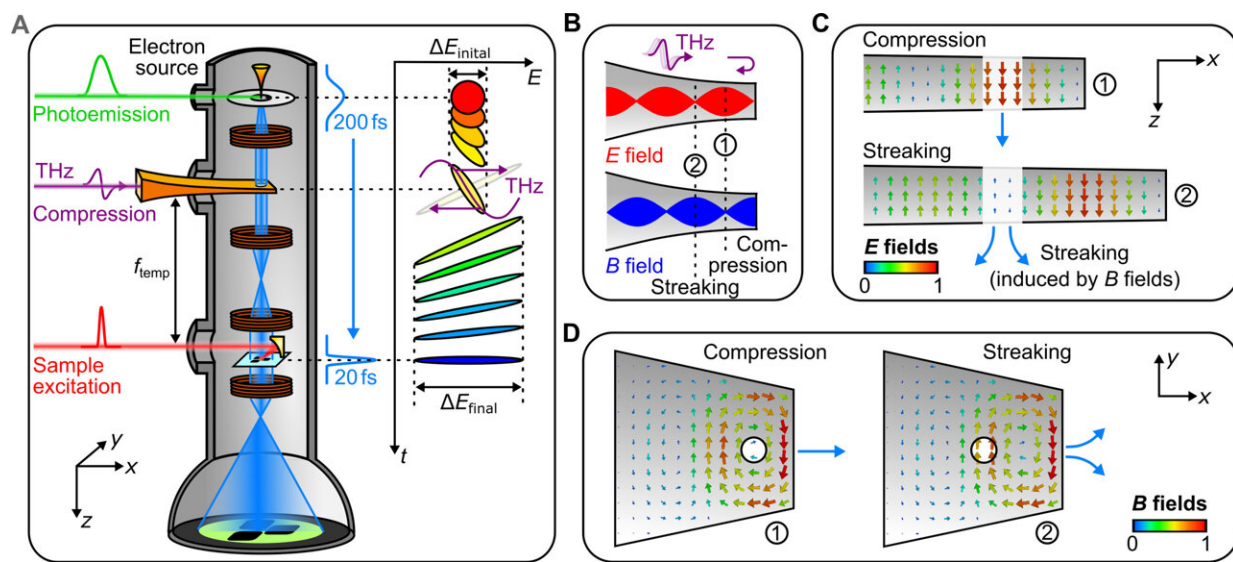 A
Electron
source
Photoemission
THz
Compression
f_temp
Sample
excitation
y
x
z
200 fs
20 fs
ΔE_inital
E
THz
ΔE_final
t
B
THz
E field
①
②
B field
Com-
pression
Streaking
C
Compression
①
x
z
Streaking
②
E fields
0 1
Streaking
(induced by B fields)
D
Compression
①
Streaking
②
y
x
B fields
0 1